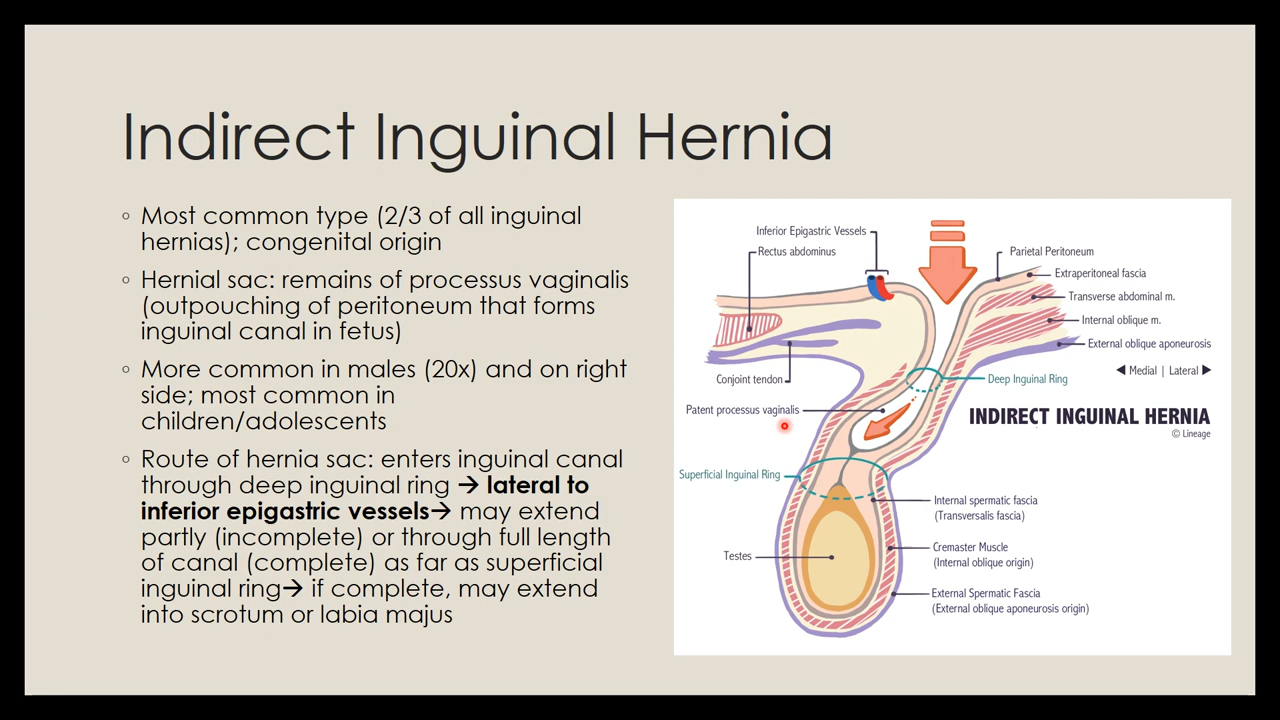 Indirect Inguinal Hernia
◦ Most common type (2/3 of all inguinal
hernias); congenital origin
◦ Hernial sac: remains of processus vaginalis
(outpouching of peritoneum that forms
inguinal canal in fetus)
◦ More common in males (20x) and on right
side; most common in
children/adolescents
◦ Route of hernia sac: enters inguinal canal
through deep inguinal ring → lateral to
inferior epigastric vessels→ may extend
partly (incomplete) or through full length
of canal (complete) as far as superficial
inguinal ring→ if complete, may extend
into scrotum or labia majus
Inferior Epigastric Vessels
Rectus abdominus
Parietal Peritoneum
Extraperitoneal fascia
Transverse abdominal m.
Internal oblique m.
External oblique aponeurosis
◀ Medial | Lateral ▶
Conjoint tendon
Deep Inguinal Ring
Patent processus vaginalis
INDIRECT INGUINAL HERNIA
© Lineage
Superficial Inguinal Ring
Internal spermatic fascia
(Transversalis fascia)
Testes
Cremaster Muscle
(Internal oblique origin)
External Spermatic Fascia
(External oblique aponeurosis origin)